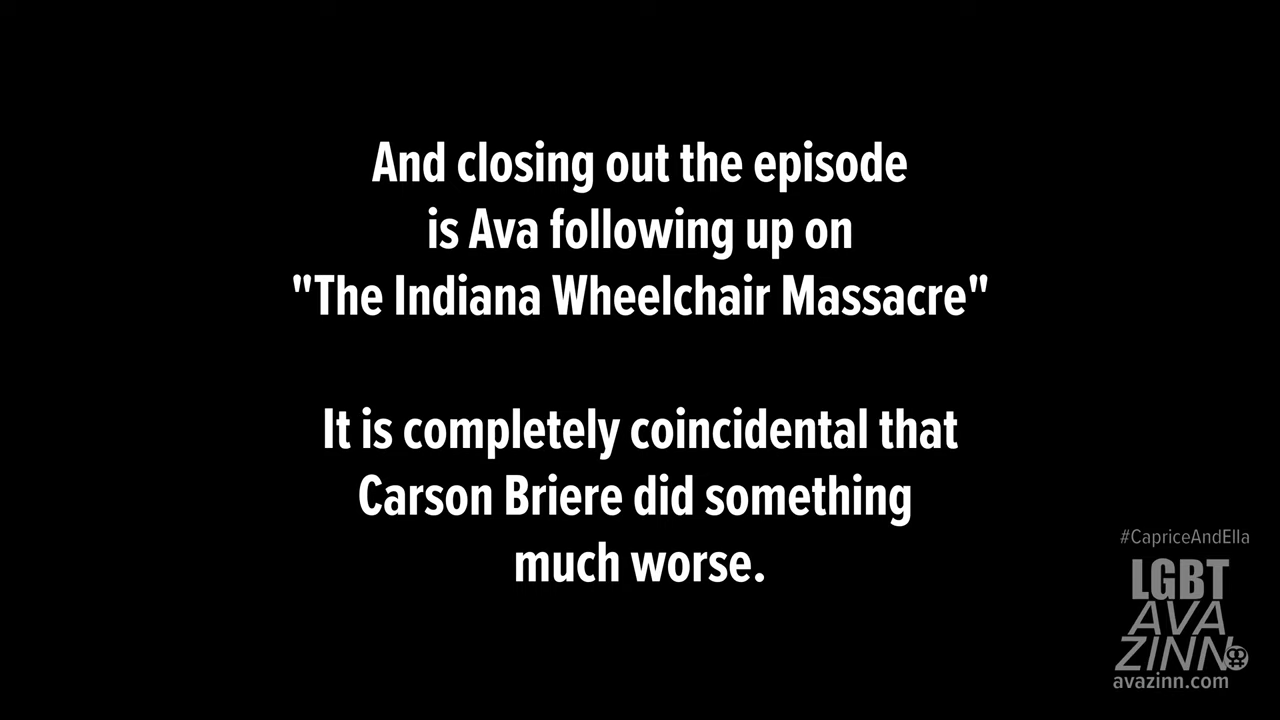 And closing out the episode
is Ava following up on
"The Indiana Wheelchair Massacre"
It is completely coincidental that
Carson Briere did something
much worse.
#CapriceAndElla
LGBT
AVA
ZINN
avazinn.com